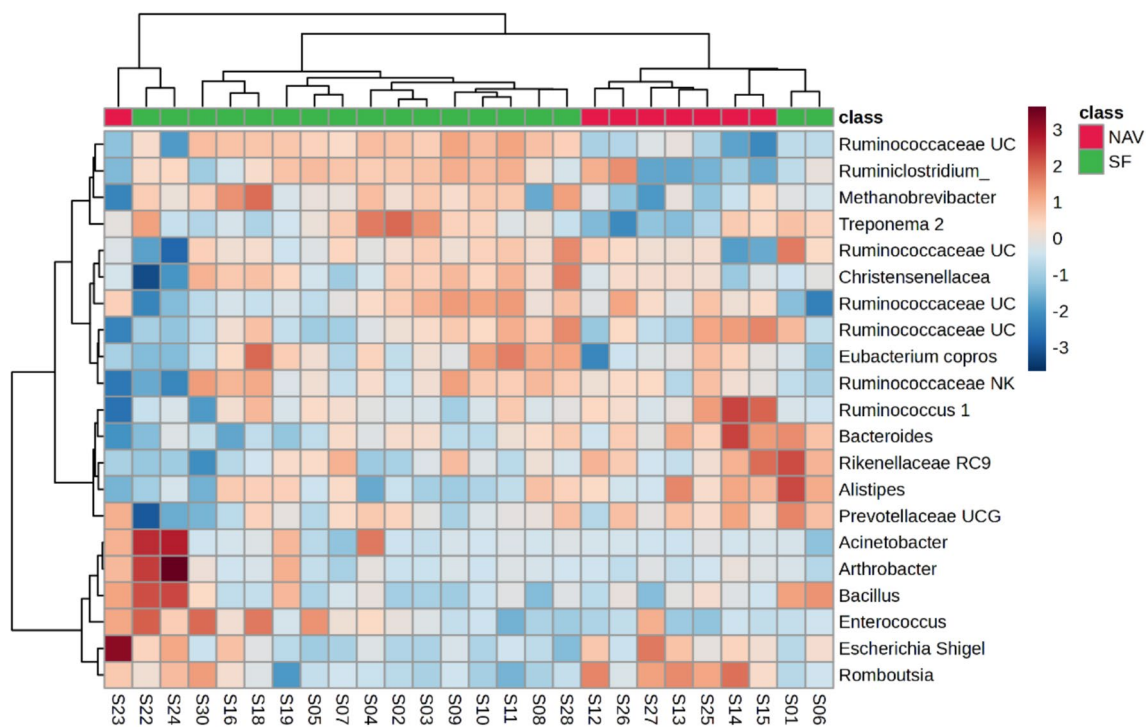 class
Ruminococcaceae UC
Ruminiclostridium_
Methanobrevibacter
Treponema 2
Ruminococcaceae UC
Christensenellacea
Ruminococcaceae UC
Ruminococcaceae UC
Eubacterium copros
Ruminococcaceae NK
Ruminococcus 1
Bacteroides
Rikenellaceae RC9
Alistipes
Prevotellaceae UCG
Acinetobacter
Arthrobacter
Bacillus
Enterococcus
Escherichia Shigel
Romboutsia
S23 S22 S24 S30 S16 S18 S19 S05 S07 S04 S02 S03 S09 S10 S11 S08 S28 S12 S26 S27 S13 S25 S14 S15 S01 S06
3
2
1
0
-1
-2
-3
class
NAV
SF